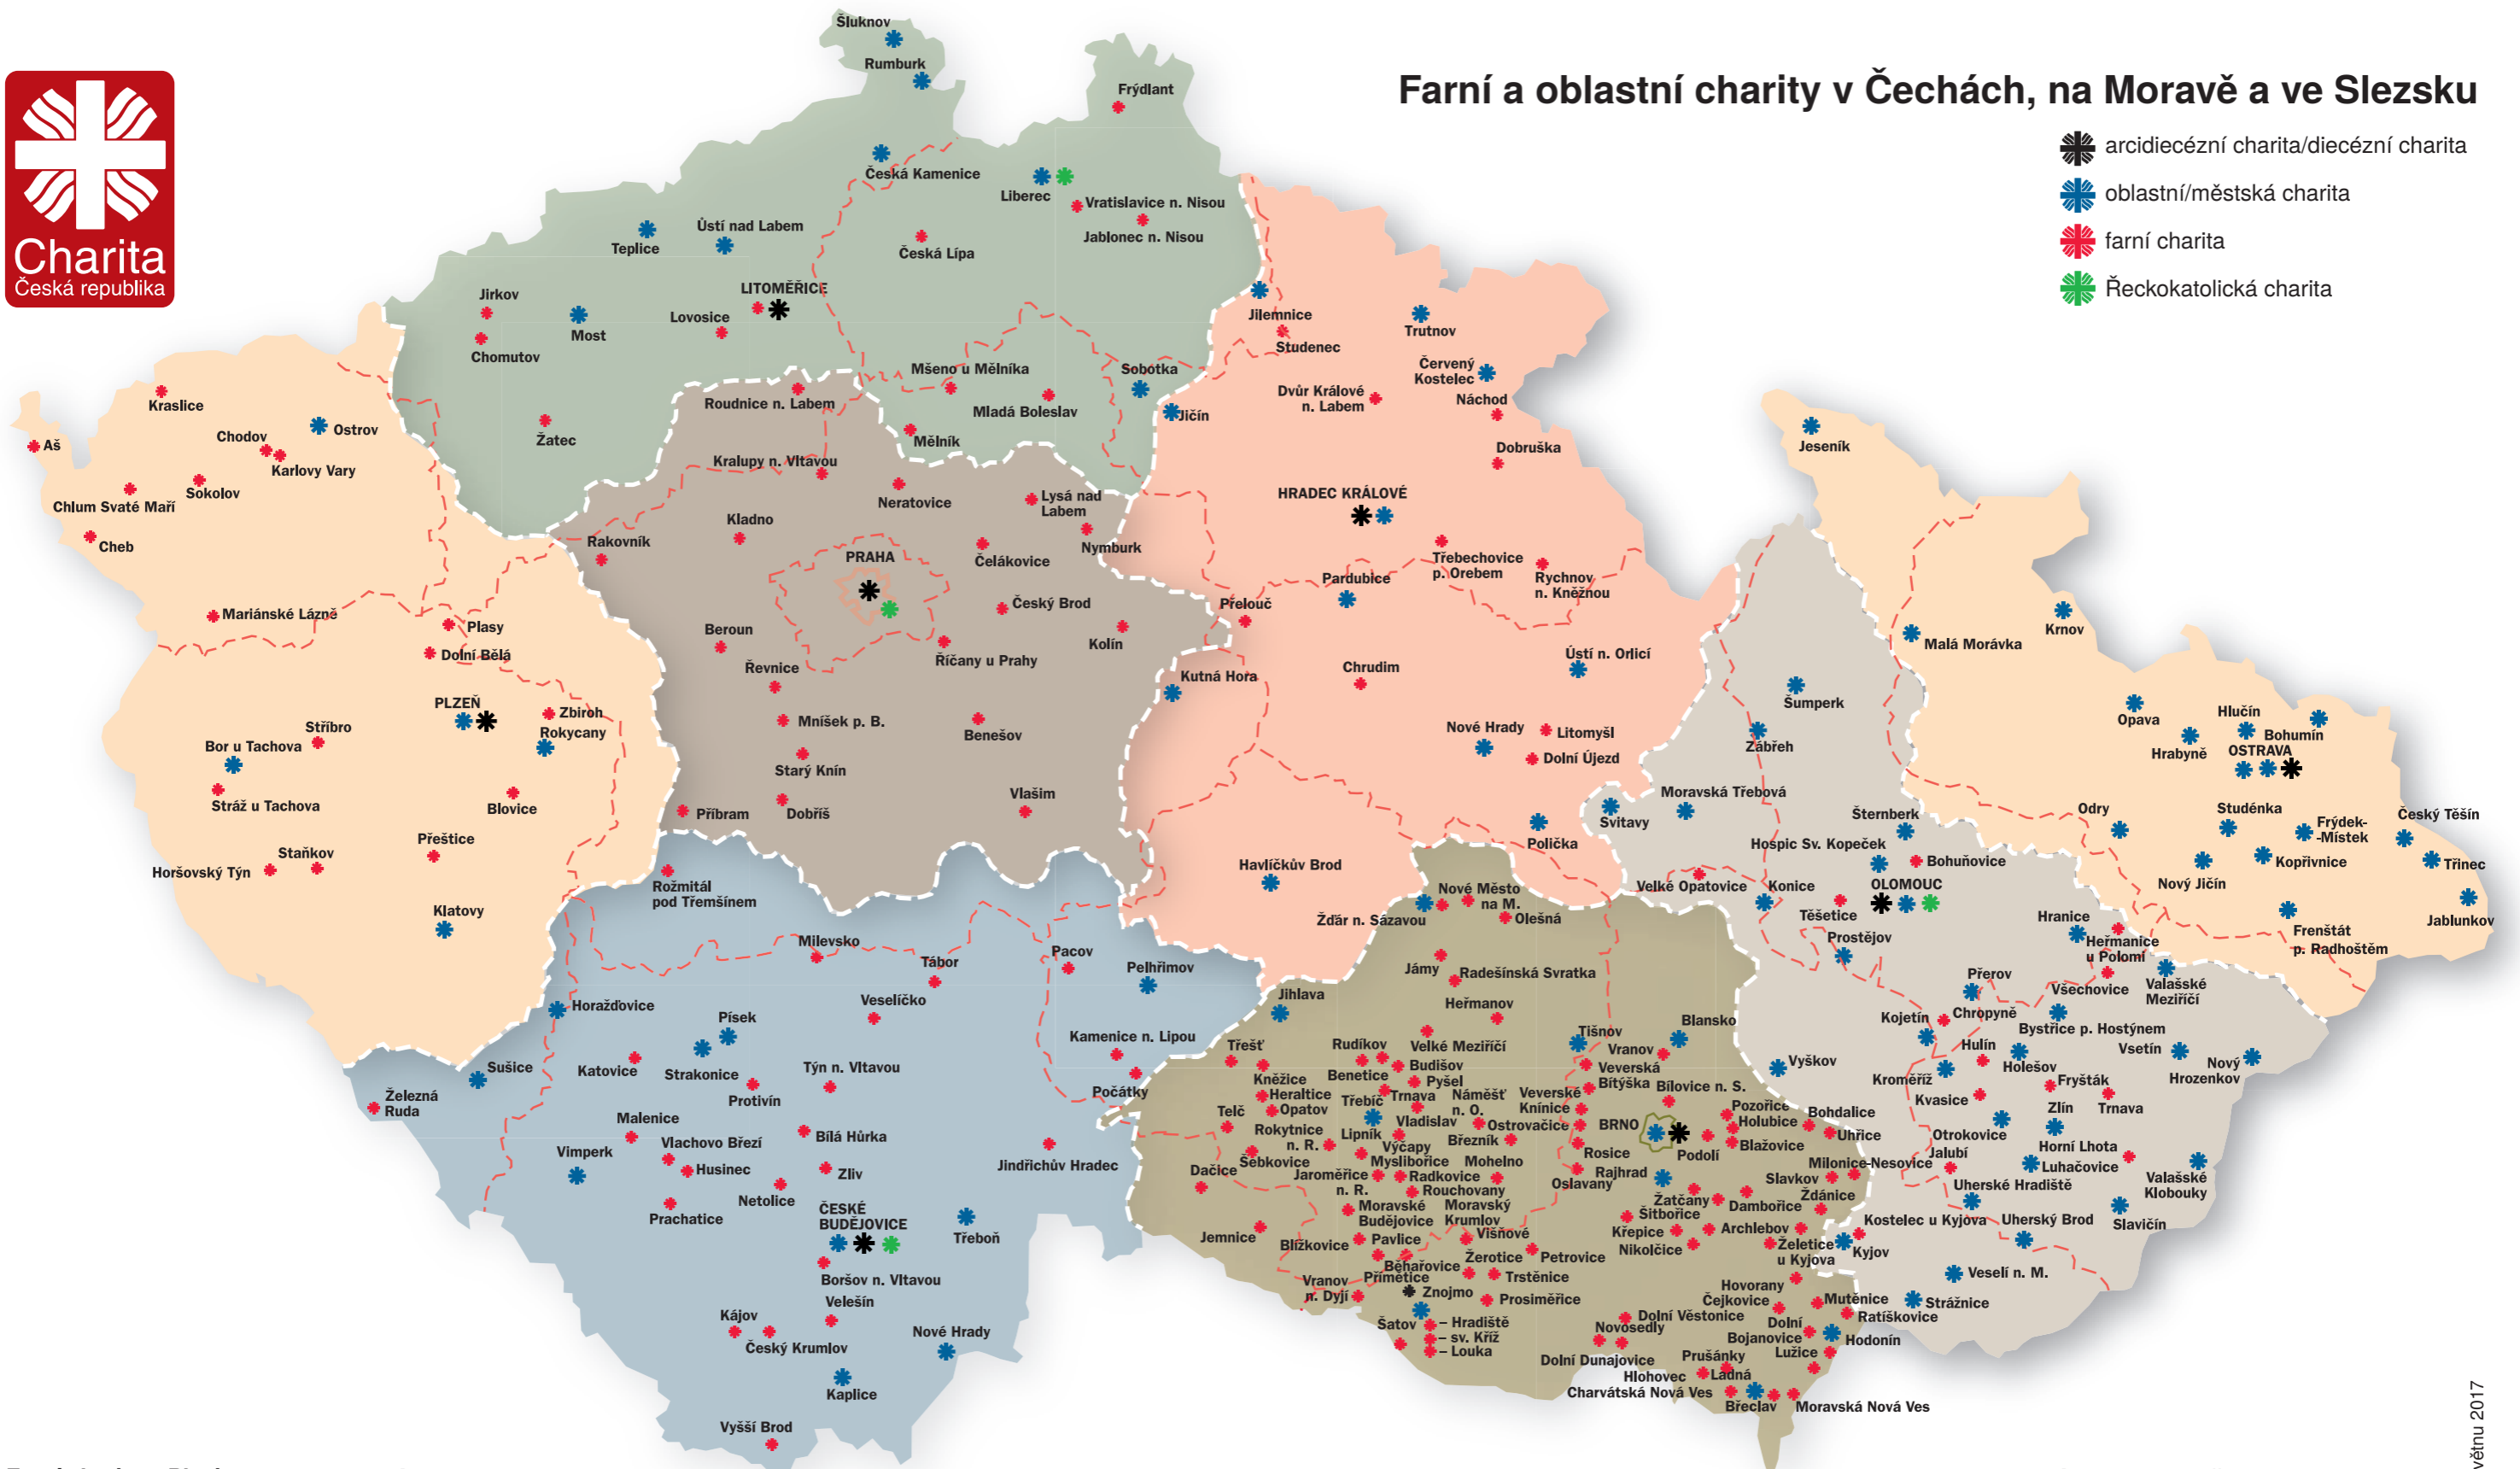 Farní a oblastní charity v Čechách, na Moravě a ve Slezsku
arcidiecézní charita/diecézní charita
oblastní/městská charita
farní charita
Řeckokatolická charita
Charita
Česká republika
Šluknov
Rumburk
Frýdlant
Česká Kamenice
Liberec
Vratislavice n. Nisou
Jablonec n. Nisou
Ústí nad Labem
Teplice
Česká Lípa
LITOMĚŘICE
Jirkov
Most
Lovosice
Chomutov
Žatec
Mšeno u Mělníka
Mladá Boleslav
Sobotka
Jičín
Roudnice n. Labem
Mělník
Jilemnice
Studenec
Trutnov
Červený
Kostelec
Dvůr Králové
n. Labem
Náchod
Dobruška
HRADEC KRÁLOVÉ
Třebechovice
p. Orebem
Rychnov
n. Kněžnou
Pardubice
Přelouč
Chrudim
Ústí n. Orlicí
Nové Hrady
Litomyšl
Dolní Újezd
Polička
Svitavy
Havlíčkův Brod
Kutná Hora
Kraslice
Chodov
Ostrov
Aš
Karlovy Vary
Sokolov
Chlum Svaté Maří
Cheb
Mariánské Lázně
Plasy
Dolní Bělá
PLZEŇ
Zbiroh
Rokycany
Stříbro
Bor u Tachova
Stráž u Tachova
Blovice
Přeštice
Staňkov
Horšovský Týn
Klatovy
Kralupy n. Vltavou
Neratovice
Lysá nad
Labem
Nymburk
Kladno
Rakovník
PRAHA
Čelákovice
Český Brod
Kolín
Beroun
Řevnice
Říčany u Prahy
Mníšek p. B.
Benešov
Starý Knín
Dobříš
Příbram
Vlašim
Rožmitál
pod Třemšínem
Milevsko
Tábor
Pacov
Pelhřimov
Veselíčko
Horažďovice
Písek
Kamenice n. Lipou
Sušice
Katovice
Strakonice
Týn n. Vltavou
Počátky
Železná
Ruda
Protivín
Malenice
Vlachovo Březí
Bílá Hůrka
Vimperk
Husinec
Zliv
Jindřichův Hradec
Netolice
Prachatice
ČESKÉ
BUDĚJOVICE
Třeboň
Boršov n. Vltavou
Velešín
Kájov
Český Krumlov
Nové Hrady
Kaplice
Vyšší Brod
Jeseník
Krnov
Malá Morávka
Opava
Hlučín
Bohumín
Hrabyně
OSTRAVA
Odry
Studénka
Frýdek-
-Místek
Český Těšín
Kopřivnice
Třinec
Nový Jičín
Jablunkov
Frenštát
p. Radhoštěm
Šumperk
Zábřeh
Moravská Třebová
Šternberk
Hospic Sv. Kopeček
Bohuňovice
Velké Opatovice
Konice
OLOMOUC
Těšetice
Prostějov
Hranice
Heřmanice
u Polomi
Přerov
Všechovice
Valašské
Meziříčí
Kojetín
Chropyně
Bystřice p. Hostýnem
Hulín
Holešov
Vsetín
Nový
Hrozenkov
Vyškov
Kroměříž
Fryšták
Kvasice
Zlín
Trnava
Otrokovice
Horní Lhota
Jalubí
Luhačovice
Valašské
Klobouky
Uherské Hradiště
Kostelec u Kyjova
Uherský Brod
Slavičín
Kyjov
Veselí n. M.
Strážnice
Nové Město
na M.
Žďár n. Sázavou
Olešná
Jámy
Radešínská Svratka
Jihlava
Heřmanov
Tišnov
Blansko
Třešť
Rudíkov
Velké Meziříčí
Vranov
Budišov
Veverská
Bítýška
Kněžice
Benetice
Pyšel
Bílovice n. S.
Heraltice
Trnava
Náměšť
n. O.
Veverské
Knínice
Telč
Opatov
Třebíč
Vladislav
Pozořice
Bohdalice
Rokytnice
n. R.
Lipník
Ostrovačice
BRNO
Holubice
Výčapy
Březník
Uhřice
Šebkovice
Rosice
Podolí
Blažovice
Dačice
Myslibořice
Mohelno
Rajhrad
Milonice-Nesovice
Jaroměřice
n. R.
Radkovice
Oslavany
Slavkov
Rouchovany
Ždánice
Moravské
Budějovice
Moravský
Krumlov
Žatčany
Dambořice
Šitbořice
Jemnice
Blížkovice
Pavlice
Višňové
Křepice
Archlebov
Nikolčice
Želetice
u Kyjova
Běhařovice
Žerotice
Petrovice
Vranov
n. Dyjí
Přímětice
Trstěnice
Hovorany
Znojmo
Prosiměřice
Čejkovice
Mutěnice
Ratíškovice
Šatov
– Hradiště
– sv. Kříž
– Louka
Dolní Věstonice
Dolní
Bojanovice
Hodonín
Novosedly
Lužice
Dolní Dunajovice
Prušánky
Hlohovec
Ladná
Charvátská Nová Ves
Břeclav
Moravská Nová Ves
větnu 2017